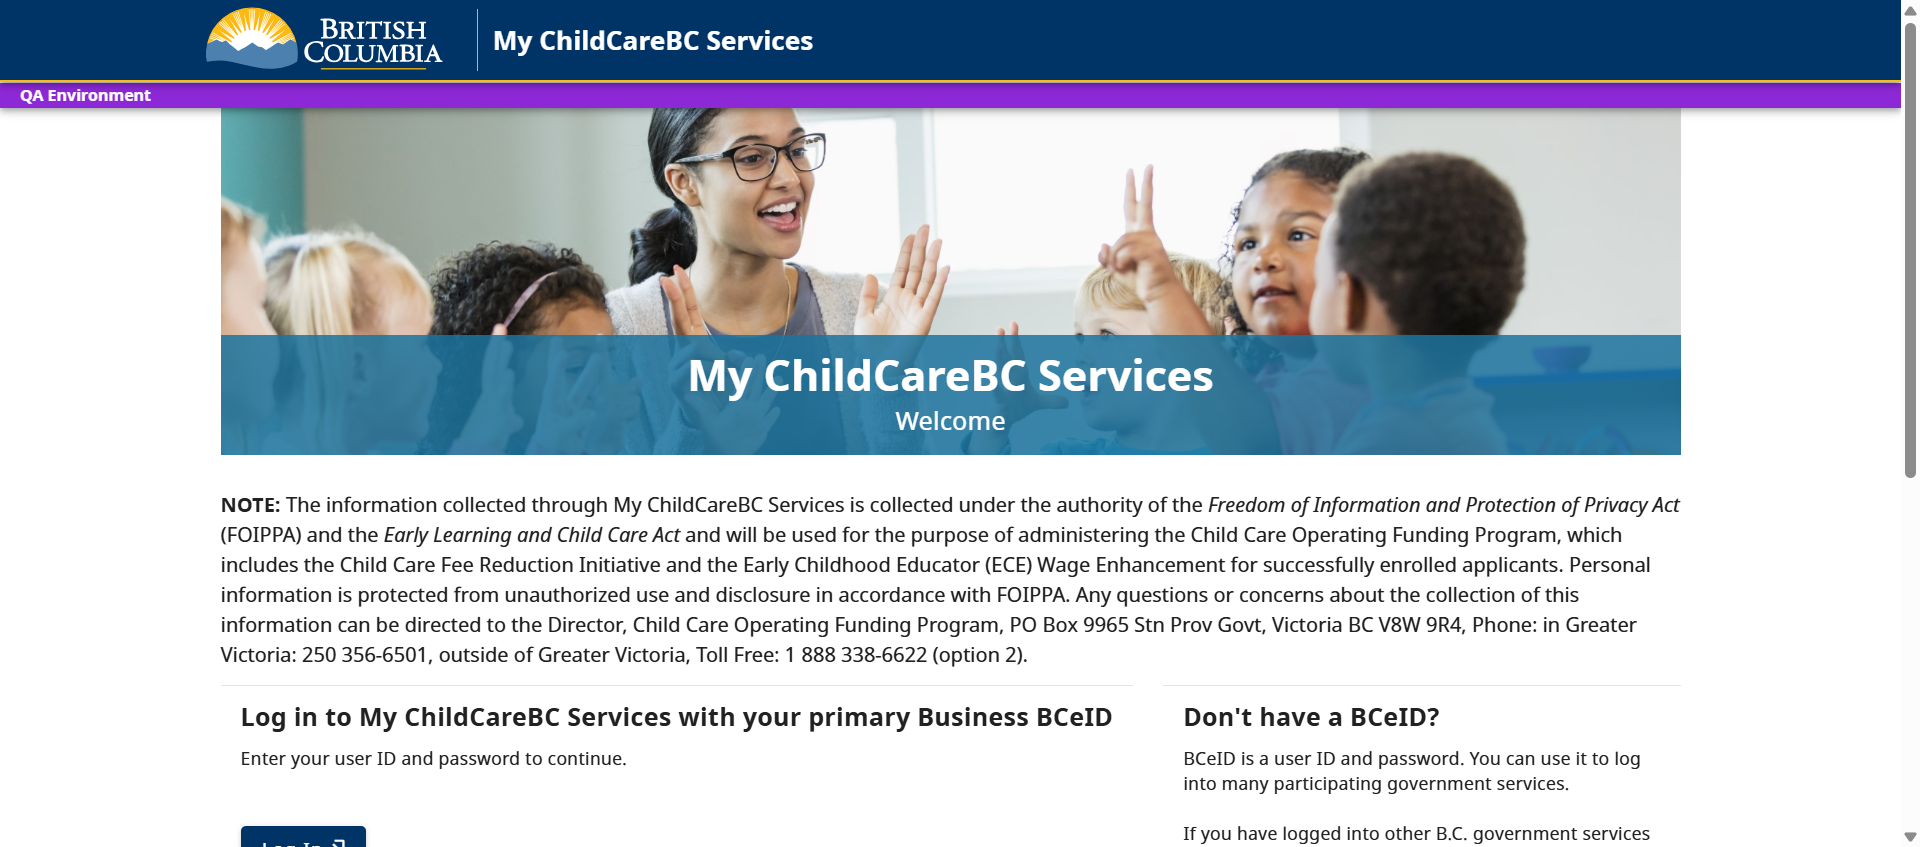 BRITISH
COLUMBIA
My ChildCareBC Services
QA Environment
My ChildCareBC Services
Welcome
NOTE: The information collected through My ChildCareBC Services is collected under the authority of the Freedom of Information and Protection of Privacy Act
(FOIPPA) and the Early Learning and Child Care Act and will be used for the purpose of administering the Child Care Operating Funding Program, which
includes the Child Care Fee Reduction Initiative and the Early Childhood Educator (ECE) Wage Enhancement for successfully enrolled applicants. Personal
information is protected from unauthorized use and disclosure in accordance with FOIPPA. Any questions or concerns about the collection of this
information can be directed to the Director, Child Care Operating Funding Program, PO Box 9965 Stn Prov Govt, Victoria BC V8W 9R4, Phone: in Greater
Victoria: 250 356-6501, outside of Greater Victoria, Toll Free: 1 888 338-6622 (option 2).
Log in to My ChildCareBC Services with your primary Business BCeID
Enter your user ID and password to continue.
Log In
Don't have a BCeID?
BCeID is a user ID and password. You can use it to log
into many participating government services.
If you have logged into other B.C. government services